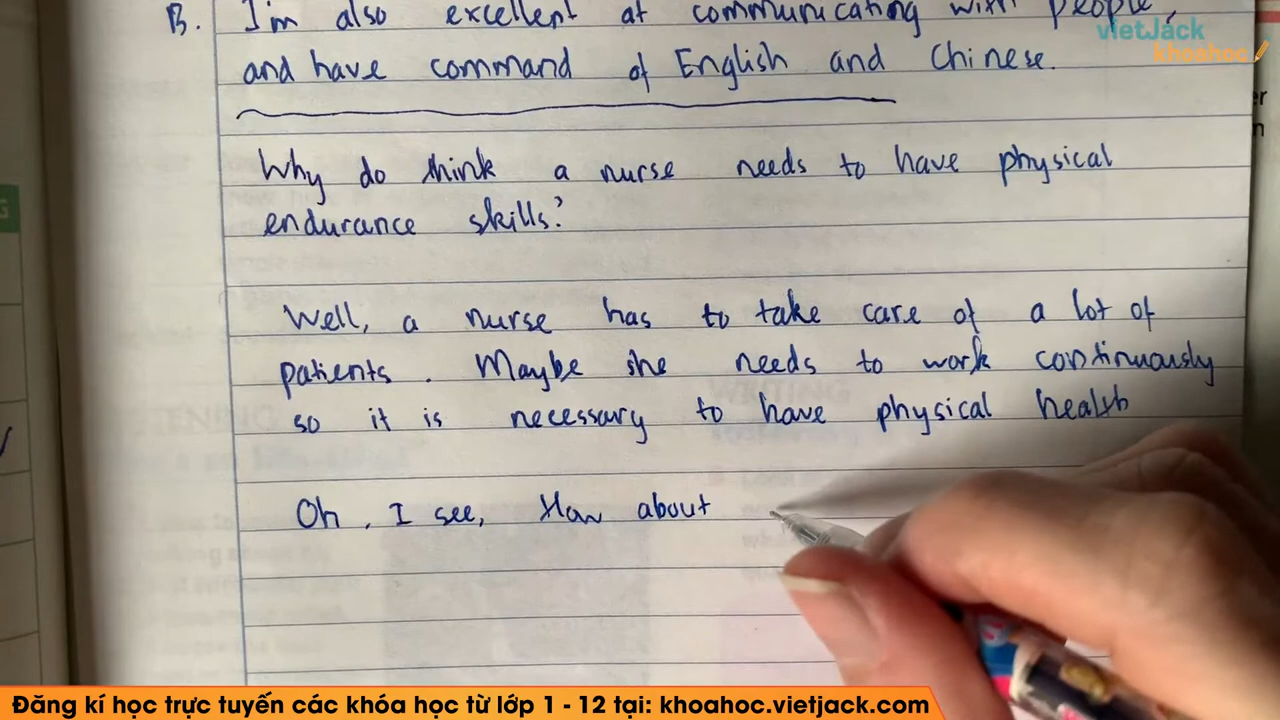 B. I'm also excellent at communicating with people,
and have command of English and Chinese.
Why do think a nurse needs to have physical
endurance skills?
Well, a nurse has to take care of a lot of
patients. Maybe she needs to work continuously
so it is necessary to have physical health
Oh, I see, How about
vietJack
khoahoc
Đăng kí học trực tuyến các khóa học từ lớp 1 - 12 tại: khoahoc.vietjack.com